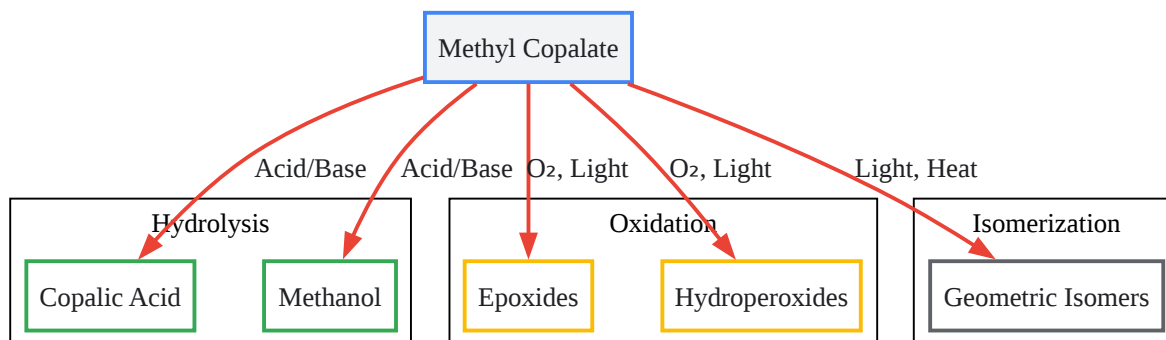 Methyl Copalate
Acid/Base
Acid/Base
O₂, Light
O₂, Light
Light, Heat
Hydrolysis
Oxidation
Isomerization
Copalic Acid
Methanol
Epoxides
Hydroperoxides
Geometric Isomers